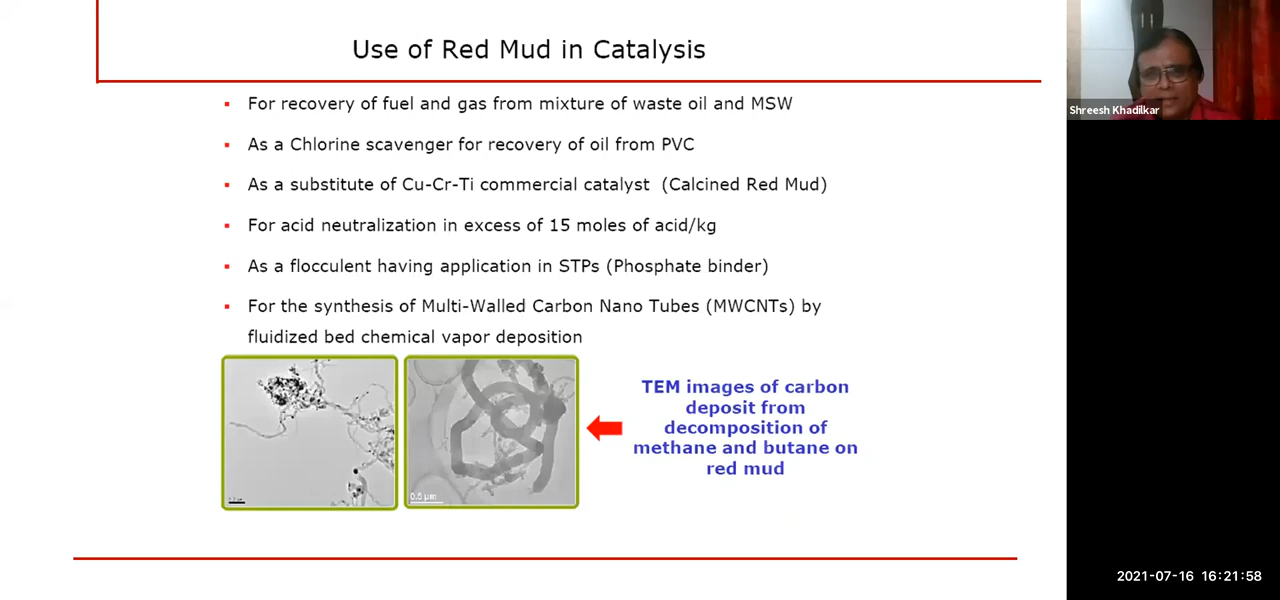 Use of Red Mud in Catalysis
For recovery of fuel and gas from mixture of waste oil and MSW
As a Chlorine scavenger for recovery of oil from PVC
As a substitute of Cu-Cr-Ti commercial catalyst (Calcined Red Mud)
For acid neutralization in excess of 15 moles of acid/kg
As a flocculent having application in STPs (Phosphate binder)
For the synthesis of Multi-Walled Carbon Nano Tubes (MWCNTs) by
fluidized bed chemical vapor deposition
TEM images of carbon
deposit from
decomposition of
methane and butane on
red mud
0.5 µm
Shreesh Khadilkar
2021-07-16 16:21:58